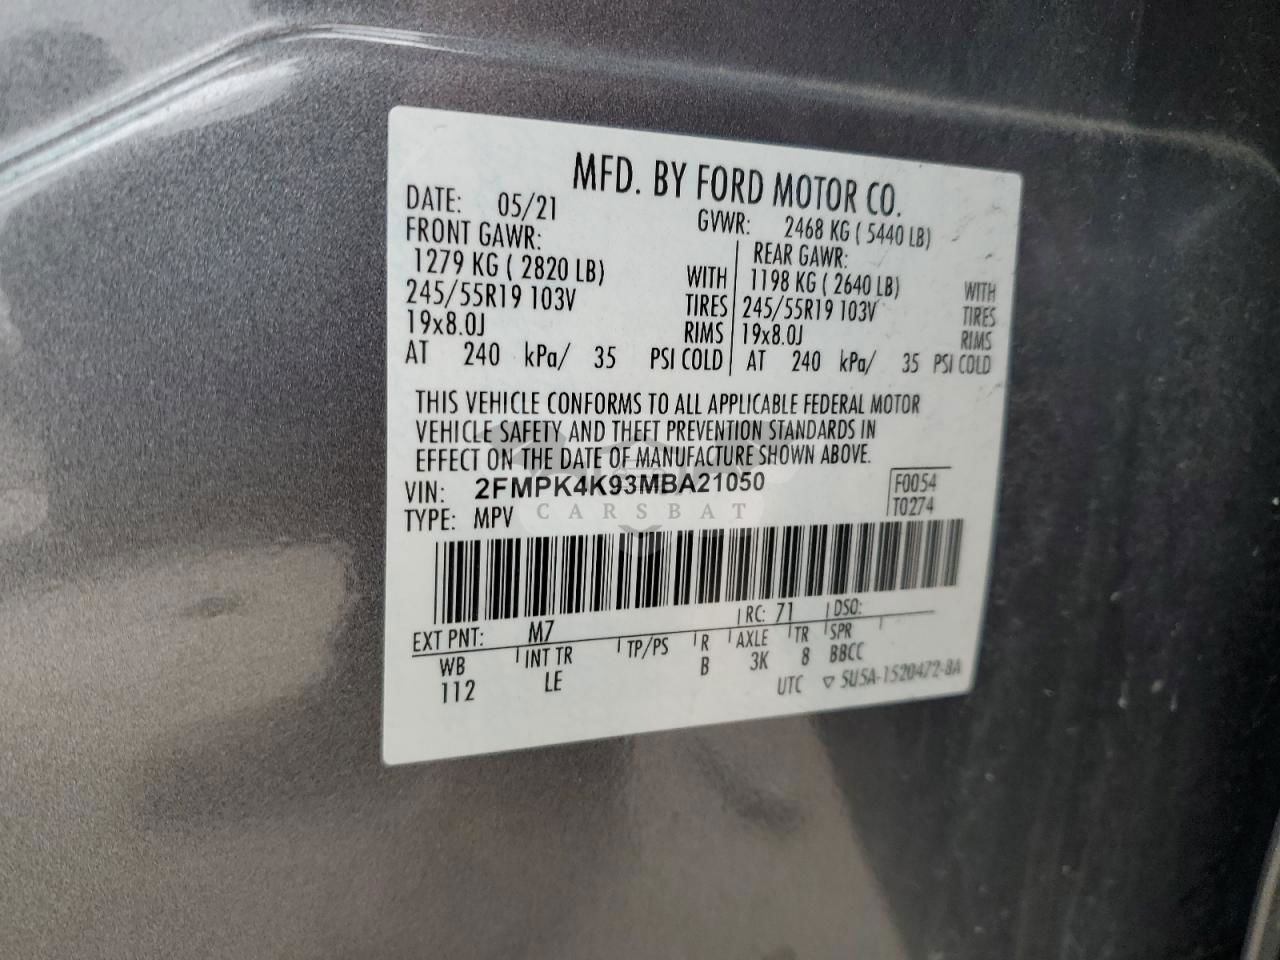 MFD. BY FORD MOTOR CO.
DATE: 05/21 GVWR: 2468 KG ( 5440 LB)
FRONT GAWR: REAR GAWR:
1279 KG ( 2820 LB) WITH 1198 KG ( 2640 LB) WITH
245/55R19 103V TIRES 245/55R19 103V TIRES
19x8.0J RIMS 19x8.0J RIMS
AT 240 kPa/ 35 PSI COLD AT 240 kPa/ 35 PSI COLD
THIS VEHICLE CONFORMS TO ALL APPLICABLE FEDERAL MOTOR
VEHICLE SAFETY AND THEFT PREVENTION STANDARDS IN
EFFECT ON THE DATE OF MANUFACTURE SHOWN ABOVE.
VIN: 2FMPK4K93MBA21050 F0054
TYPE: MPV T0274
CARSBAT
EXT PNT: M7 RC: 71 DSO:
WB INT TR TP/PS R AXLE TR SPR
112 LE B 3K 8 BBCC
UTC ▽ 5U5A-1520472-BA